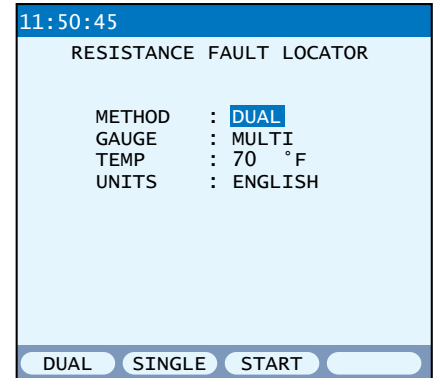 11:50:45
RESISTANCE FAULT LOCATOR
METHOD : DUAL
GAUGE : MULTI
TEMP : 70 °F
UNITS : ENGLISH
DUAL SINGLE START